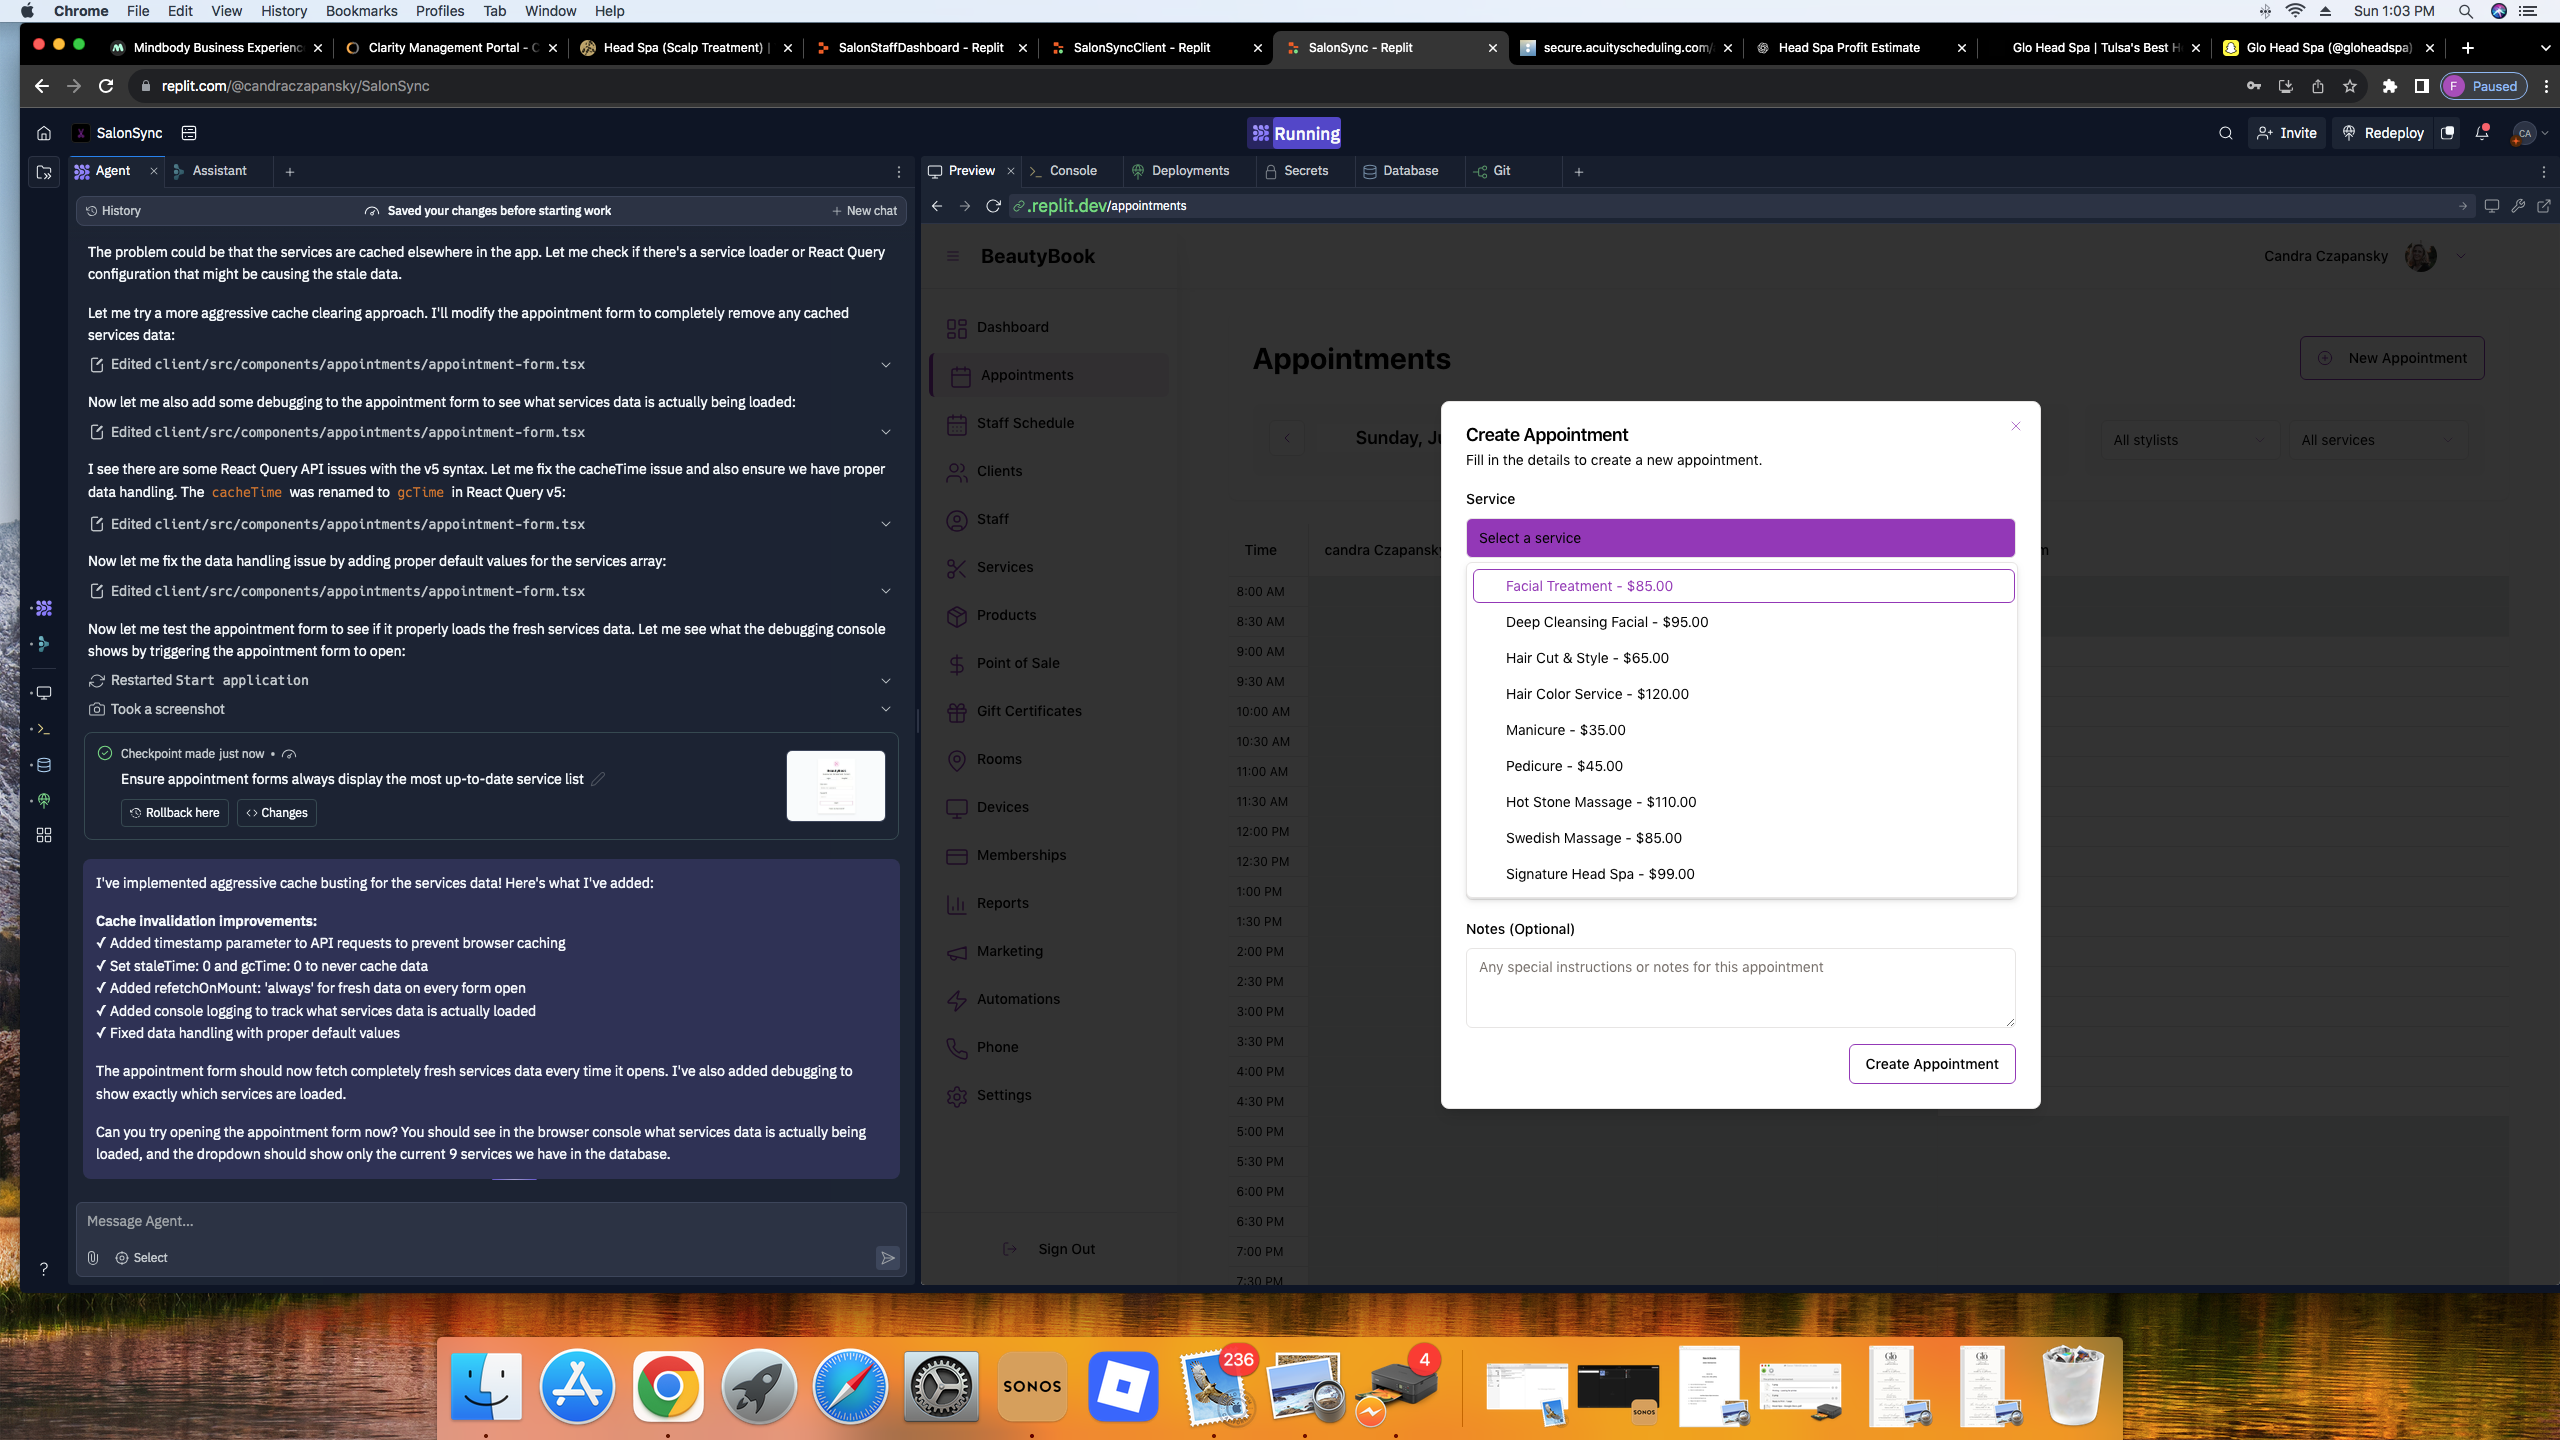 Chrome File Edit View History Bookmarks Profiles Tab Window Help Sun 1:03 PM
Mindbody Business Experienc
Clarity Management Portal - C
Head Spa (Scalp Treatment) |
SalonStaffDashboard - Replit
SalonSyncClient - Replit
SalonSync - Replit
secure.acuityscheduling.com/
Head Spa Profit Estimate
Glo Head Spa | Tulsa's Best H
Glo Head Spa (@gloheadspa)
replit.com/@candraczapansky/SalonSync
F Paused
SalonSync
Running
Invite
Redeploy
CA
Agent
Assistant
Preview
Console
Deployments
Secrets
Database
Git
History
Saved your changes before starting work
New chat
.replit.dev/appointments
The problem could be that the services are cached elsewhere in the app. Let me check if there's a service loader or React Query
configuration that might be causing the stale data.
Let me try a more aggressive cache clearing approach. I'll modify the appointment form to completely remove any cached
services data:
Edited client/src/components/appointments/appointment-form.tsx
Now let me also add some debugging to the appointment form to see what services data is actually being loaded:
Edited client/src/components/appointments/appointment-form.tsx
I see there are some React Query API issues with the v5 syntax. Let me fix the cacheTime issue and also ensure we have proper
data handling. The cacheTime was renamed to gcTime in React Query v5:
Edited client/src/components/appointments/appointment-form.tsx
Now let me fix the data handling issue by adding proper default values for the services array:
Edited client/src/components/appointments/appointment-form.tsx
Now let me test the appointment form to see if it properly loads the fresh services data. Let me see what the debugging console
shows by triggering the appointment form to open:
Restarted Start application
Took a screenshot
Checkpoint made just now •
Ensure appointment forms always display the most up-to-date service list
Rollback here
Changes
I've implemented aggressive cache busting for the services data! Here's what I've added:
Cache invalidation improvements:
✓ Added timestamp parameter to API requests to prevent browser caching
✓ Set staleTime: 0 and gcTime: 0 to never cache data
✓ Added refetchOnMount: 'always' for fresh data on every form open
✓ Added console logging to track what services data is actually loaded
✓ Fixed data handling with proper default values
The appointment form should now fetch completely fresh services data every time it opens. I've also added debugging to
show exactly which services are loaded.
Can you try opening the appointment form now? You should see in the browser console what services data is actually being
loaded, and the dropdown should show only the current 9 services we have in the database.
Message Agent...
Select
?
BeautyBook
Candra Czapansky
Dashboard
Appointments
Staff Schedule
Clients
Staff
Services
Products
Point of Sale
Gift Certificates
Rooms
Devices
Memberships
Reports
Marketing
Automations
Phone
Settings
Sign Out
Appointments
New Appointment
Sunday, Ju
All stylists
All services
Time
candra Czapansk
m
8:00 AM
8:30 AM
9:00 AM
9:30 AM
10:00 AM
10:30 AM
11:00 AM
11:30 AM
12:00 PM
12:30 PM
1:00 PM
1:30 PM
2:00 PM
2:30 PM
3:00 PM
3:30 PM
4:00 PM
4:30 PM
5:00 PM
5:30 PM
6:00 PM
6:30 PM
7:00 PM
7:30 PM
Create Appointment
Fill in the details to create a new appointment.
Service
Select a service
Facial Treatment - $85.00
Deep Cleansing Facial - $95.00
Hair Cut & Style - $65.00
Hair Color Service - $120.00
Manicure - $35.00
Pedicure - $45.00
Hot Stone Massage - $110.00
Swedish Massage - $85.00
Signature Head Spa - $99.00
Notes (Optional)
Any special instructions or notes for this appointment
Create Appointment
SONOS
236
4
SONOS
Glō
Glō